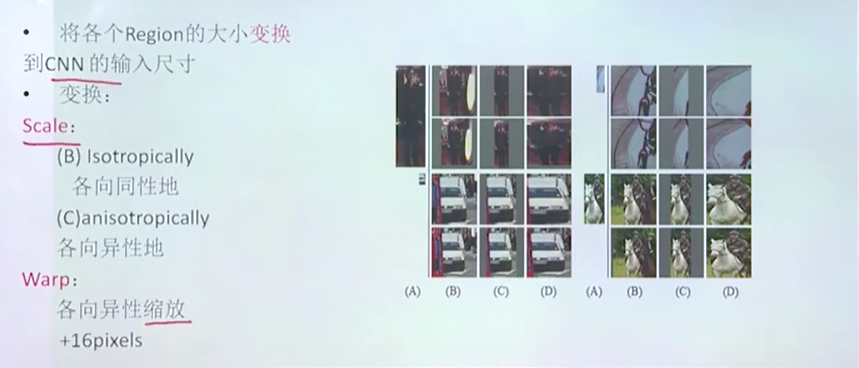 • 将各个Region的大小变换
到CNN的输入尺寸
• 变换：
Scale：
(B) Isotropically
各向同性地
(C)anisotropically
各向异性地
Warp：
各向异性缩放
+16pixels
(A) (B) (C) (D) (A) (B) (C) (D)